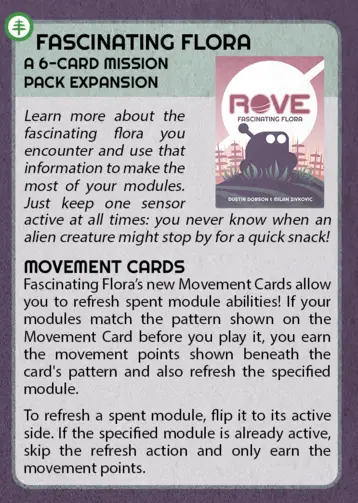 FASCINATING FLORA
A 6-CARD MISSION
PACK EXPANSION
ROVE
FASCINATING FLORA
DUSTIN DOBSON & MILAN ZIVKOVIC
Learn more about the
fascinating flora you
encounter and use that
information to make the
most of your modules.
Just keep one sensor
active at all times: you never know when an
alien creature might stop by for a quick snack!
MOVEMENT CARDS
Fascinating Flora's new Movement Cards allow
you to refresh spent module abilities! If your
modules match the pattern shown on the
Movement Card before you play it, you earn
the movement points shown beneath the
card's pattern and also refresh the specified
module.
To refresh a spent module, flip it to its active
side. If the specified module is already active,
skip the refresh action and only earn the
movement points.